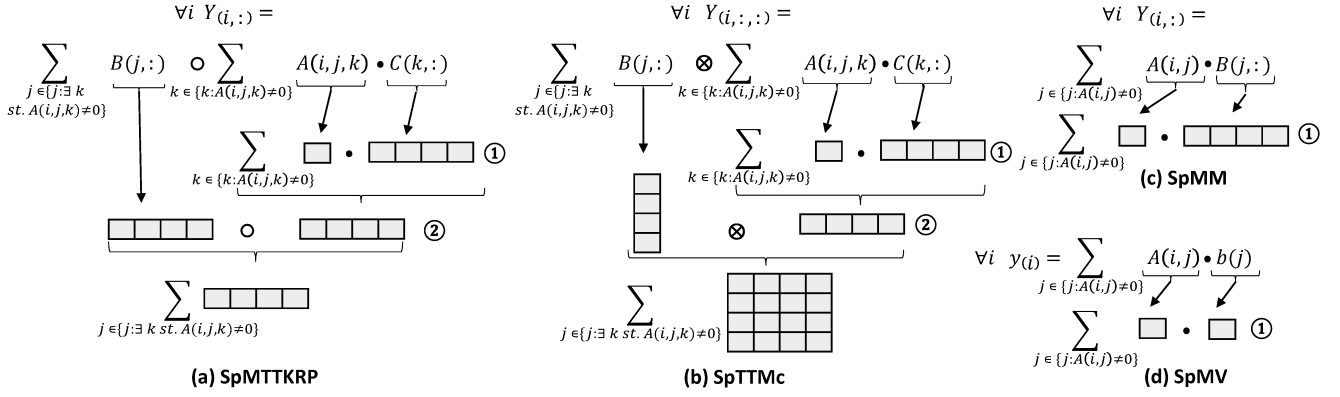 ∀i Y(i,:) =
∑ B(j,:) ∘ ∑ A(i,j,k) • C(k,:)
j ∈{j:∃ k st. A(i,j,k)≠0} k ∈{k:A(i,j,k)≠0}
∑ • ①
k ∈{k:A(i,j,k)≠0}
∘ ②
∑
j ∈{j:∃ k st. A(i,j,k)≠0}
(a) SpMTTKRP
∀i Y(i,:,:) =
∑ B(j,:) ⊗ ∑ A(i,j,k) • C(k,:)
j ∈{j:∃ k st. A(i,j,k)≠0} k ∈{k:A(i,j,k)≠0}
∑ • ①
k ∈{k:A(i,j,k)≠0}
⊗ ②
∑
j ∈{j:∃ k st. A(i,j,k)≠0}
(b) SpTTMc
∀i Y(i,:) =
∑ A(i,j) • B(j,:)
j ∈{j:A(i,j)≠0}
∑ • ①
j ∈{j:A(i,j)≠0}
(c) SpMM
∀i y(i) = ∑ A(i,j) • b(j)
j ∈{j:A(i,j)≠0}
∑ • ①
j ∈{j:A(i,j)≠0}
(d) SpMV